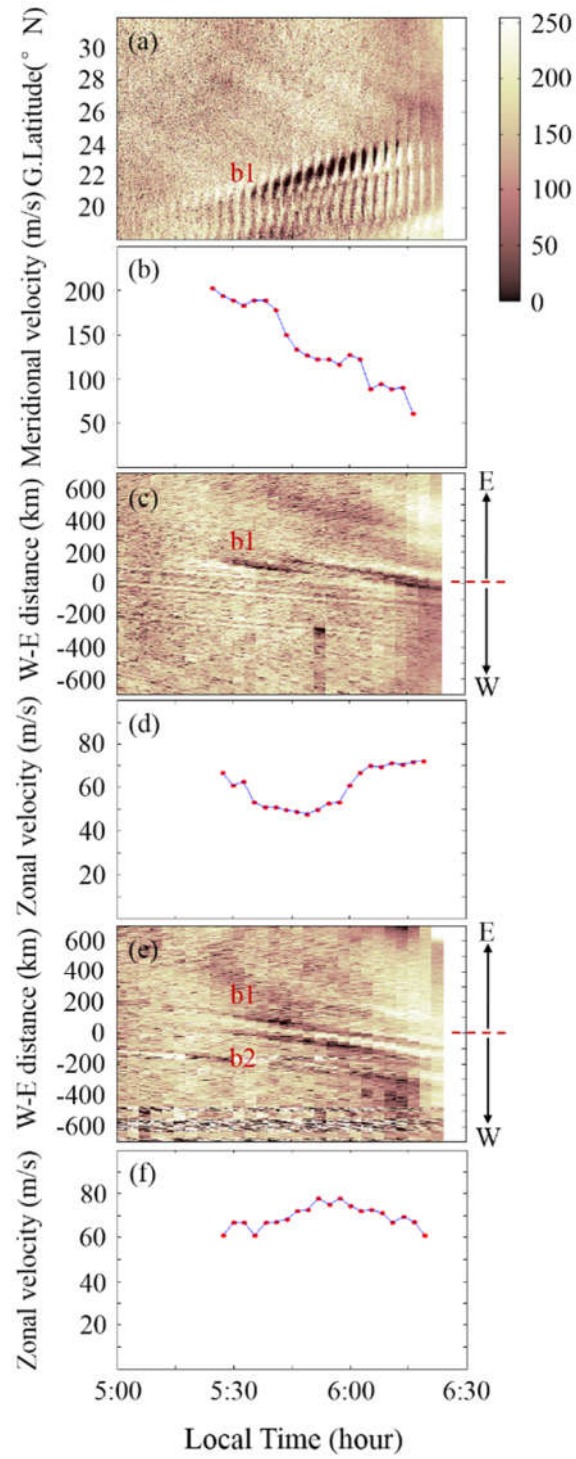 (a)
G.Latitude(° N)
32
30
28
26
24
22
20
b1
250
200
150
100
50
0
(b)
Meridional velocity (m/s)
200
150
100
50
(c)
W-E distance (km)
600
400
200
0
-200
-400
-600
b1
E
W
(d)
Zonal velocity (m/s)
80
60
40
20
(e)
W-E distance (km)
600
400
200
0
-200
-400
-600
b1
b2
E
W
(f)
Zonal velocity (m/s)
80
60
40
20
5:00 5:30 6:00 6:30
Local Time (hour)